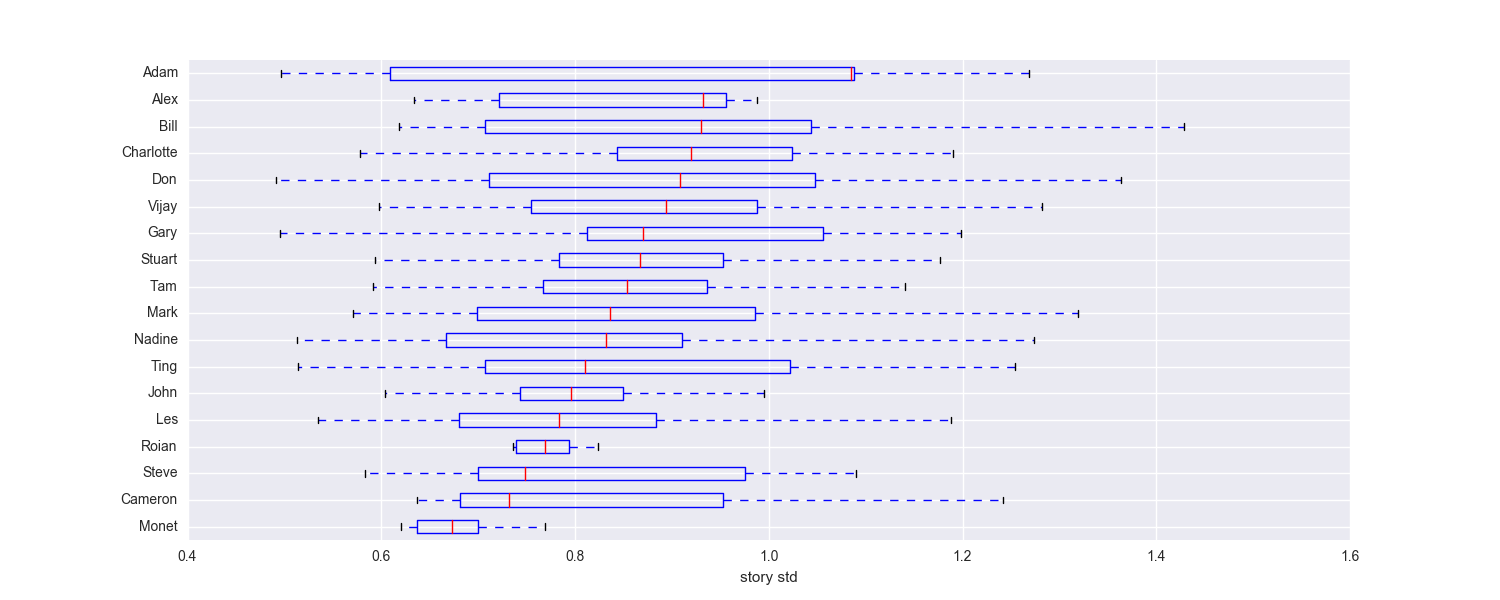 Adam
Alex
Bill
Charlotte
Don
Vijay
Gary
Stuart
Tam
Mark
Nadine
Ting
John
Les
Roian
Steve
Cameron
Monet
0.4 0.6 0.8 1.0 1.2 1.4 1.6
story std